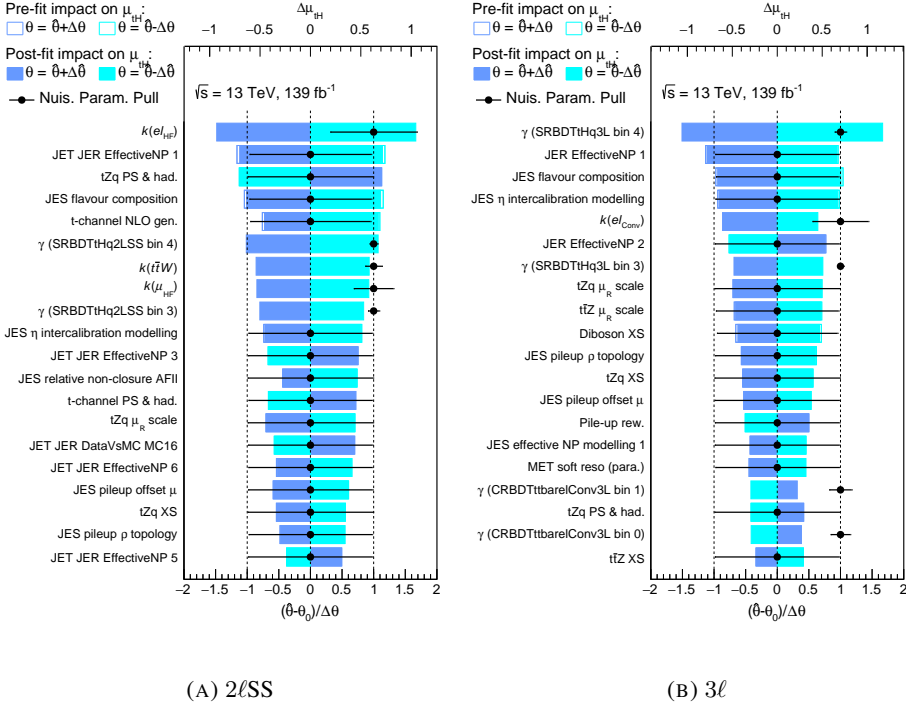 Pre-fit impact on μtH:
θ = θ̂+Δθ θ = θ̂-Δθ
Post-fit impact on μtH:
θ = θ̂+Δθ̂ θ = θ̂-Δθ̂
Nuis. Param. Pull
ΔμtH
−1 −0.5 0 0.5 1
√s = 13 TeV, 139 fb-1
k(elHF)
JET JER EffectiveNP 1
tZq PS & had.
JES flavour composition
t-channel NLO gen.
γ (SRBDTtHq2LSS bin 4)
k(tt̄W)
k(μHF)
γ (SRBDTtHq2LSS bin 3)
JES η intercalibration modelling
JET JER EffectiveNP 3
JES relative non-closure AFII
t-channel PS & had.
tZq μR scale
JET JER DataVsMC MC16
JET JER EffectiveNP 6
JES pileup offset μ
tZq XS
JES pileup ρ topology
JET JER EffectiveNP 5
−2 −1.5 −1 −0.5 0 0.5 1 1.5 2
(θ̂-θ0)/Δθ
(A) 2ℓSS
Pre-fit impact on μtH:
θ = θ̂+Δθ θ = θ̂-Δθ
Post-fit impact on μtH:
θ = θ̂+Δθ̂ θ = θ̂-Δθ̂
Nuis. Param. Pull
ΔμtH
−1 −0.5 0 0.5 1
√s = 13 TeV, 139 fb-1
γ (SRBDTtHq3L bin 4)
JER EffectiveNP 1
JES flavour composition
JES η intercalibration modelling
k(elConv)
JER EffectiveNP 2
γ (SRBDTtHq3L bin 3)
tZq μR scale
tt̄Z μR scale
Diboson XS
JES pileup ρ topology
tZq XS
JES pileup offset μ
Pile-up rew.
JES effective NP modelling 1
MET soft reso (para.)
γ (CRBDTttbarelConv3L bin 1)
tZq PS & had.
γ (CRBDTttbarelConv3L bin 0)
tt̄Z XS
−2 −1.5 −1 −0.5 0 0.5 1 1.5 2
(θ̂-θ0)/Δθ
(B) 3ℓ